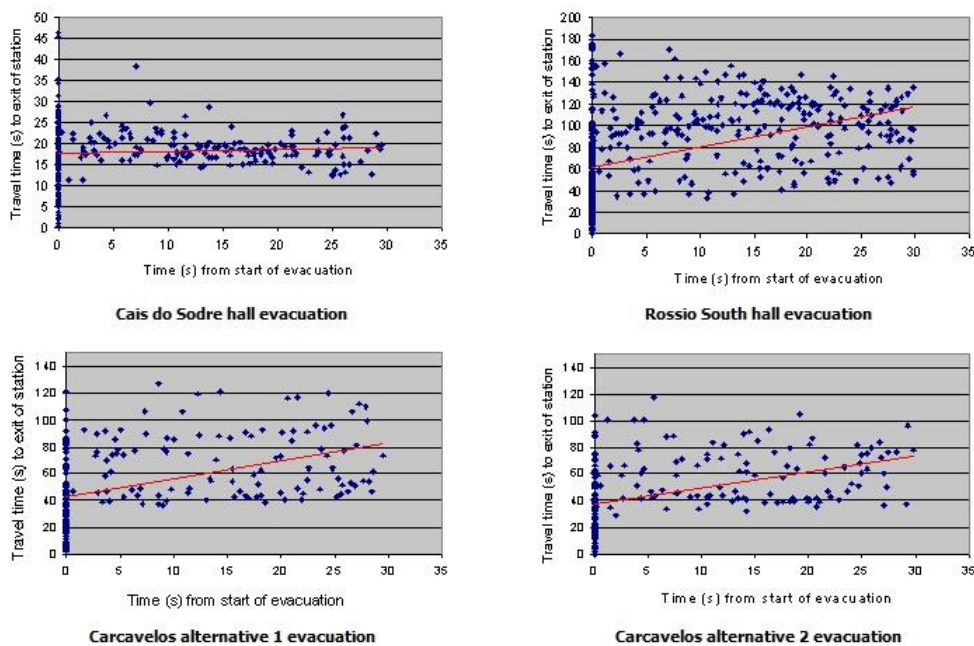 Travel time (s) to exit of station
50
45
40
35
30
25
20
15
10
5
0
0 5 10 15 20 25 30 35
Time (s) from start of evacuation
Cais do Sodre hall evacuation
Travel time (s) to exit of station
200
180
160
140
120
100
80
60
40
20
0
0 5 10 15 20 25 30 35
Time (s) from start of evacuation
Rossio South hall evacuation
Travel time (s) to exit of station
140
120
100
80
60
40
20
0
0 5 10 15 20 25 30 35
Time (s) from start of evacuation
Carcavelos alternative 1 evacuation
Travel time (s) to exit of station
140
120
100
80
60
40
20
0
0 5 10 15 20 25 30 35
Time (s) from start of evacuation
Carcavelos alternative 2 evacuation